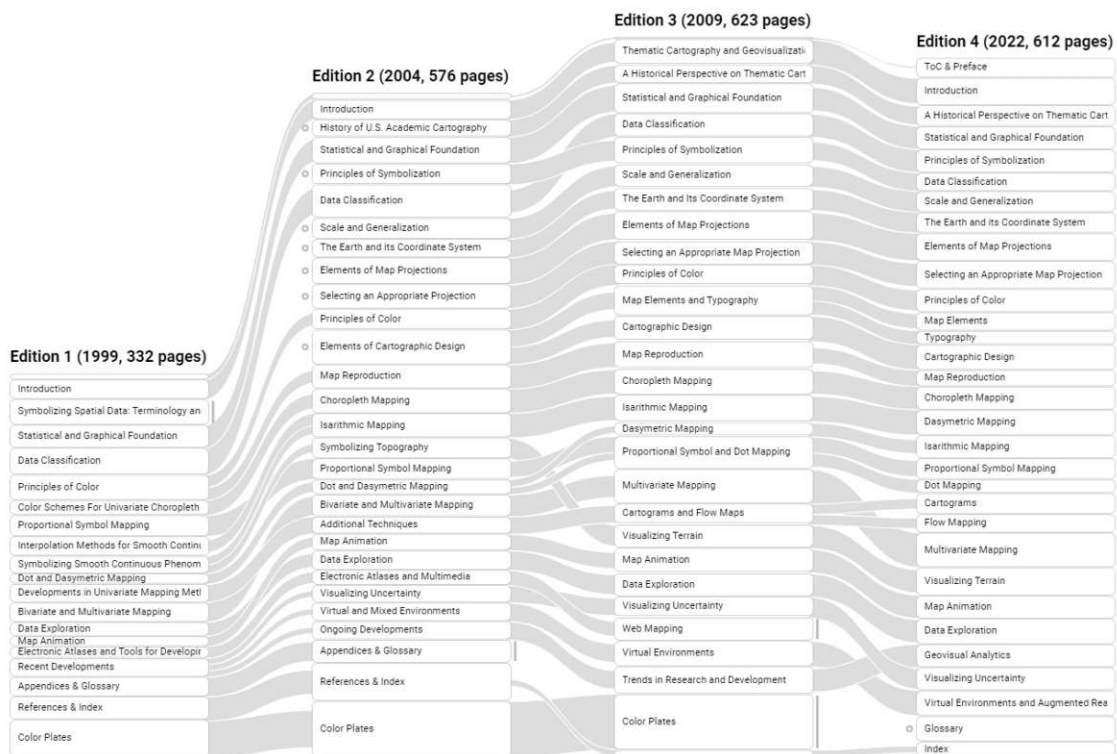 Edition 1 (1999, 332 pages)
Introduction
Symbolizing Spatial Data: Terminology an
Statistical and Graphical Foundation
Data Classification
Principles of Color
Color Schemes For Univariate Choropleth
Proportional Symbol Mapping
Interpolation Methods for Smooth Contin
Symbolizing Smooth Continuous Phenom
Dot and Dasymetric Mapping
Developments in Univariate Mapping Met
Bivariate and Multivariate Mapping
Data Exploration
Map Animation
Electronic Atlases and Tools for Developin
Recent Developments
Appendices & Glossary
References & Index
Color Plates
Edition 2 (2004, 576 pages)
Introduction
History of U.S. Academic Cartography
Statistical and Graphical Foundation
Principles of Symbolization
Data Classification
Scale and Generalization
The Earth and its Coordinate System
Elements of Map Projections
Selecting an Appropriate Projection
Principles of Color
Elements of Cartographic Design
Map Reproduction
Choropleth Mapping
Isarithmic Mapping
Symbolizing Topography
Proportional Symbol Mapping
Dot and Dasymetric Mapping
Bivariate and Multivariate Mapping
Additional Techniques
Map Animation
Data Exploration
Electronic Atlases and Multimedia
Visualizing Uncertainty
Virtual and Mixed Environments
Ongoing Developments
Appendices & Glossary
References & Index
Color Plates
Edition 3 (2009, 623 pages)
Thematic Cartography and Geovisualizati
A Historical Perspective on Thematic Cart
Statistical and Graphical Foundation
Data Classification
Principles of Symbolization
Scale and Generalization
The Earth and Its Coordinate System
Elements of Map Projections
Selecting an Appropriate Map Projection
Principles of Color
Map Elements and Typography
Cartographic Design
Map Reproduction
Choropleth Mapping
Isarithmic Mapping
Dasymetric Mapping
Proportional Symbol and Dot Mapping
Multivariate Mapping
Cartograms and Flow Maps
Visualizing Terrain
Map Animation
Data Exploration
Visualizing Uncertainty
Web Mapping
Virtual Environments
Trends in Research and Development
Color Plates
Edition 4 (2022, 612 pages)
ToC & Preface
Introduction
A Historical Perspective on Thematic Cart
Statistical and Graphical Foundation
Principles of Symbolization
Data Classification
Scale and Generalization
The Earth and its Coordinate System
Elements of Map Projections
Selecting an Appropriate Map Projection
Principles of Color
Map Elements
Typography
Cartographic Design
Map Reproduction
Choropleth Mapping
Dasymetric Mapping
Isarithmic Mapping
Proportional Symbol Mapping
Dot Mapping
Cartograms
Flow Mapping
Multivariate Mapping
Visualizing Terrain
Map Animation
Data Exploration
Geovisual Analytics
Visualizing Uncertainty
Virtual Environments and Augmented Rea
Glossary
Index